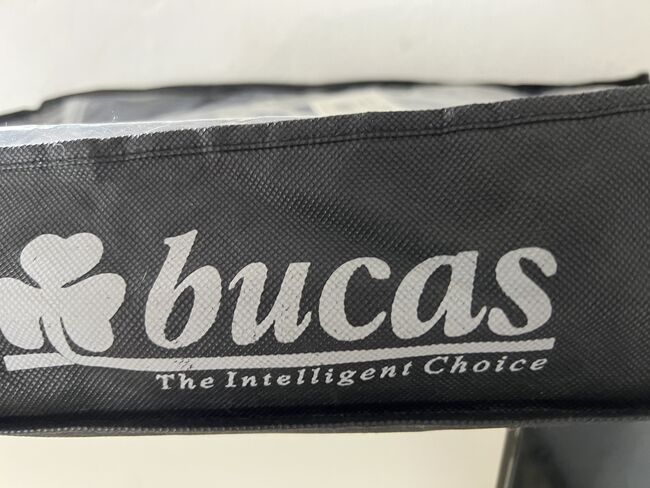 bucas
The Intelligent Choice